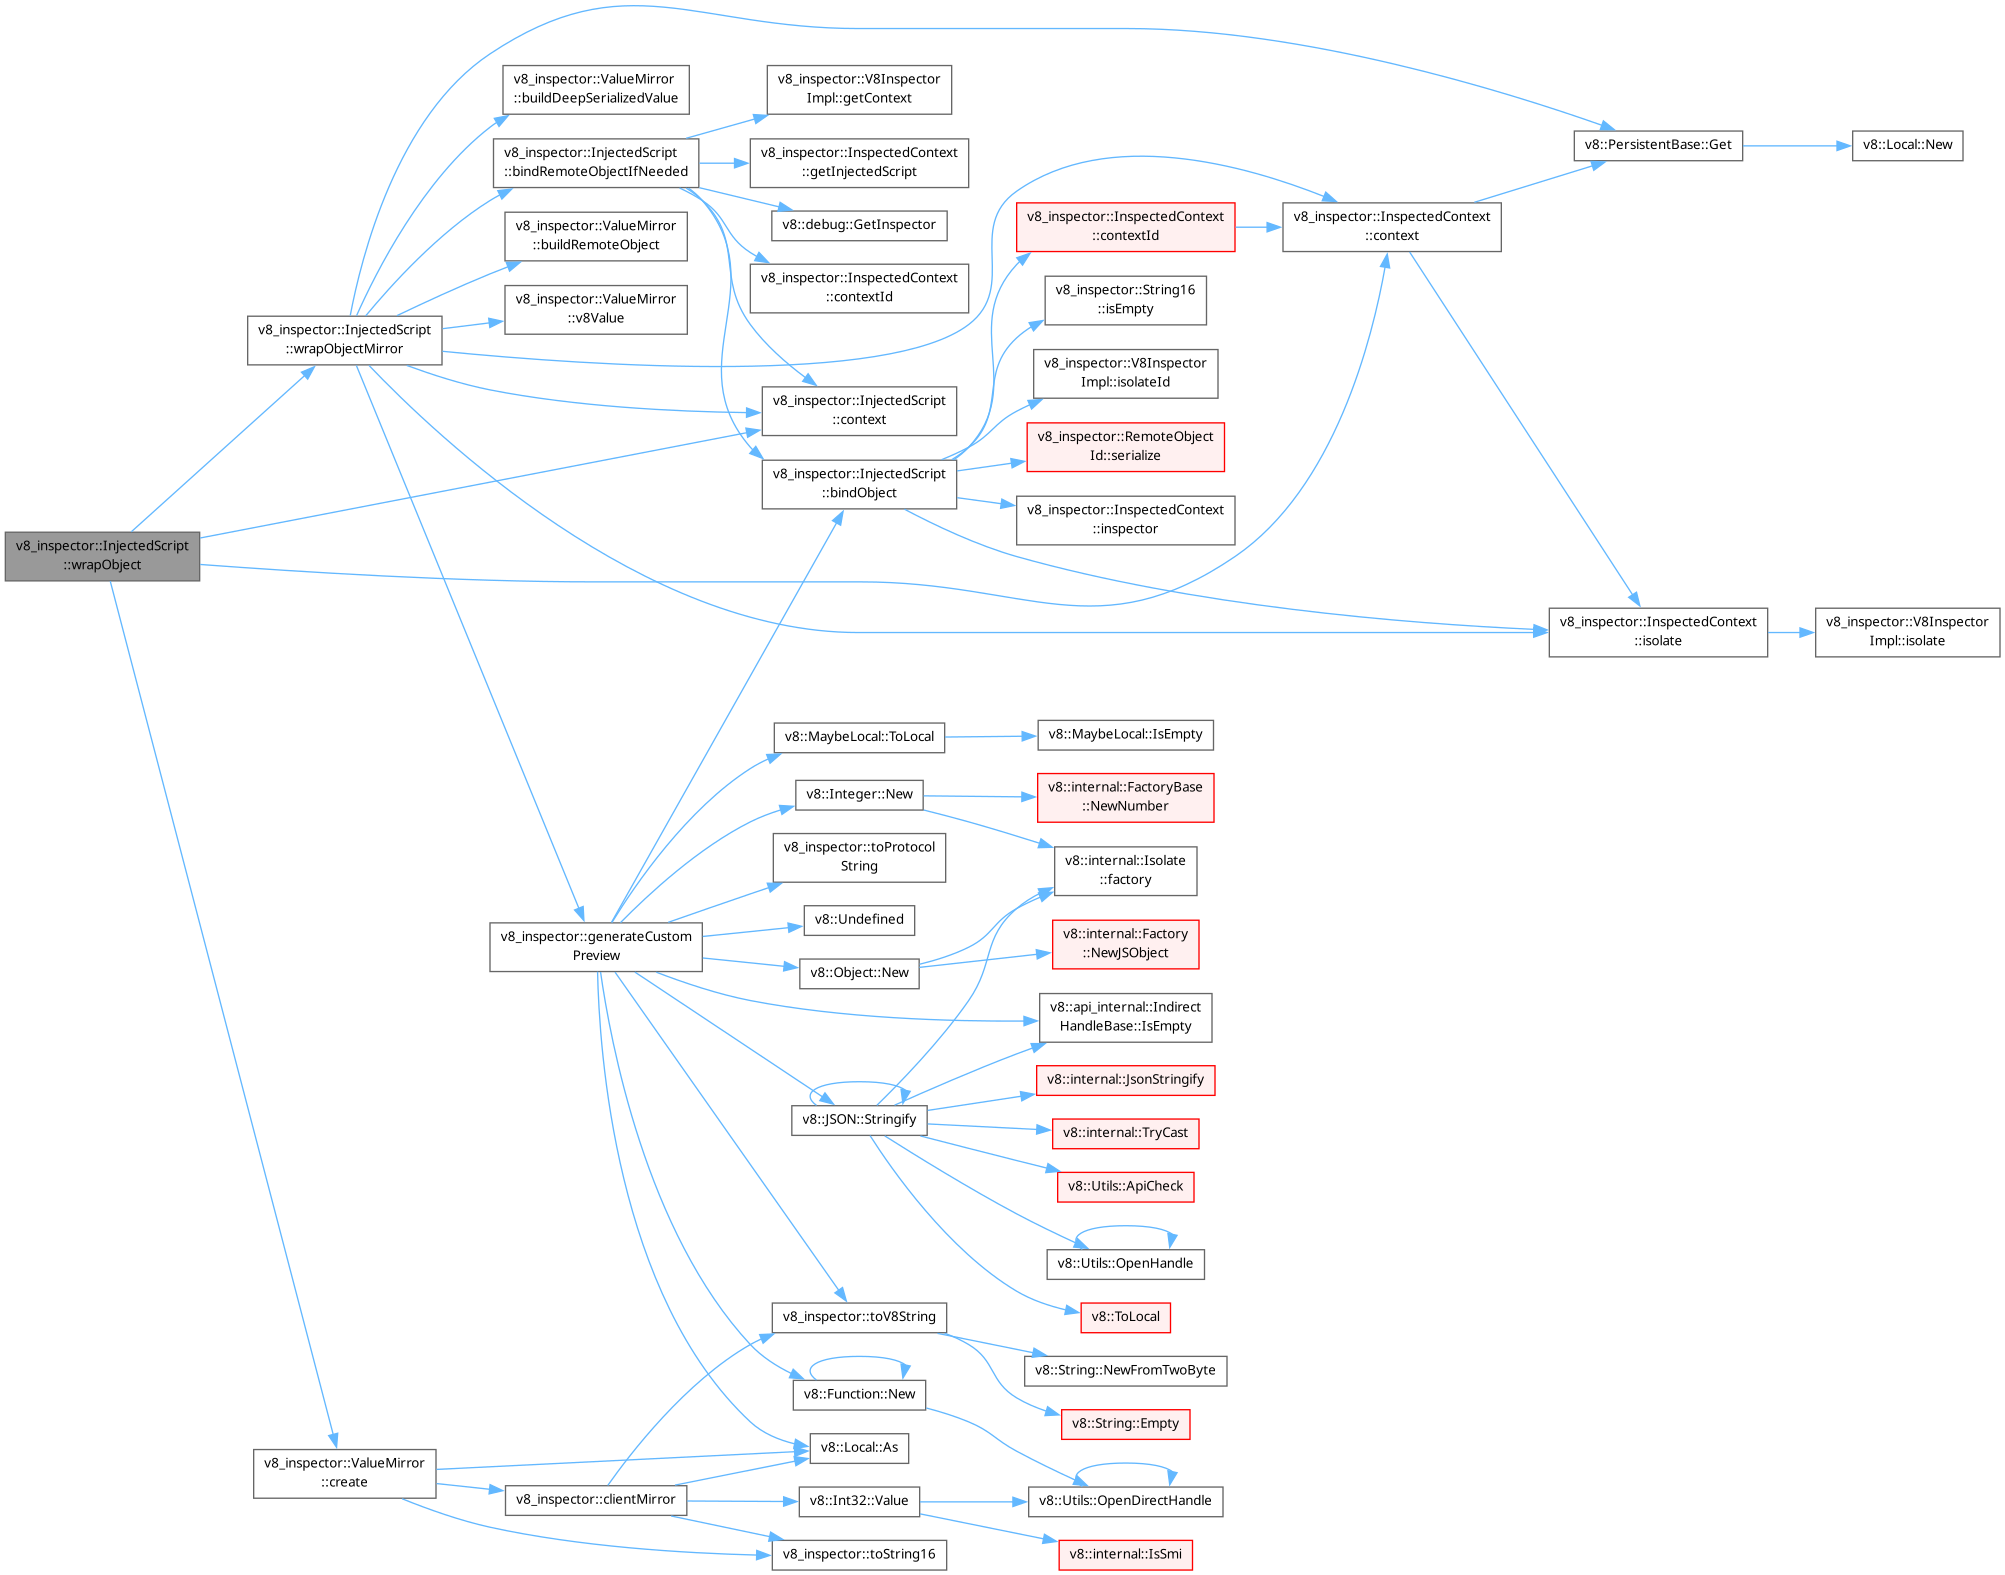 v8_inspector::InjectedScript
::wrapObject
v8_inspector::InjectedScript
::wrapObjectMirror
v8_inspector::ValueMirror
::create
v8_inspector::ValueMirror
::buildDeepSerializedValue
v8_inspector::InjectedScript
::bindRemoteObjectIfNeeded
v8_inspector::ValueMirror
::buildRemoteObject
v8_inspector::ValueMirror
::v8Value
v8_inspector::generateCustom
Preview
v8_inspector::clientMirror
v8_inspector::V8Inspector
Impl::getContext
v8_inspector::InspectedContext
::getInjectedScript
v8::debug::GetInspector
v8_inspector::InspectedContext
::contextId
v8_inspector::InjectedScript
::context
v8_inspector::InjectedScript
::bindObject
v8::MaybeLocal::ToLocal
v8::Integer::New
v8_inspector::toProtocol
String
v8::Undefined
v8::Object::New
v8::JSON::Stringify
v8_inspector::toV8String
v8::Function::New
v8::Local::As
v8::Int32::Value
v8_inspector::toString16
v8_inspector::InspectedContext
::contextId
v8_inspector::String16
::isEmpty
v8_inspector::V8Inspector
Impl::isolateId
v8_inspector::RemoteObject
Id::serialize
v8_inspector::InspectedContext
::inspector
v8::MaybeLocal::IsEmpty
v8::internal::FactoryBase
::NewNumber
v8::internal::Isolate
::factory
v8::internal::Factory
::NewJSObject
v8::api_internal::Indirect
HandleBase::IsEmpty
v8::internal::JsonStringify
v8::internal::TryCast
v8::Utils::ApiCheck
v8::Utils::OpenHandle
v8::ToLocal
v8::String::NewFromTwoByte
v8::String::Empty
v8::Utils::OpenDirectHandle
v8::internal::IsSmi
v8_inspector::InspectedContext
::context
v8::PersistentBase::Get
v8_inspector::InspectedContext
::isolate
v8::Local::New
v8_inspector::V8Inspector
Impl::isolate